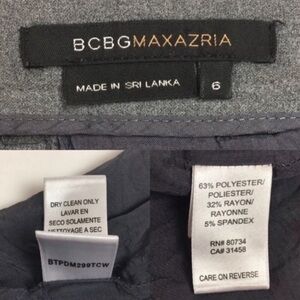 BCBGMAXAZRIA
MADE IN SRI LANKA
6
DRY CLEAN ONLY
LAVAR EN
SECO SOLAMENTE
NETTOYAGE A SEC
BTPDM299TCW
63% POLYESTER/
POLIESTER/
32% RAYON/
RAYONNE
5% SPANDEX
RN# 80734
CA# 31458
CARE ON REVERSE